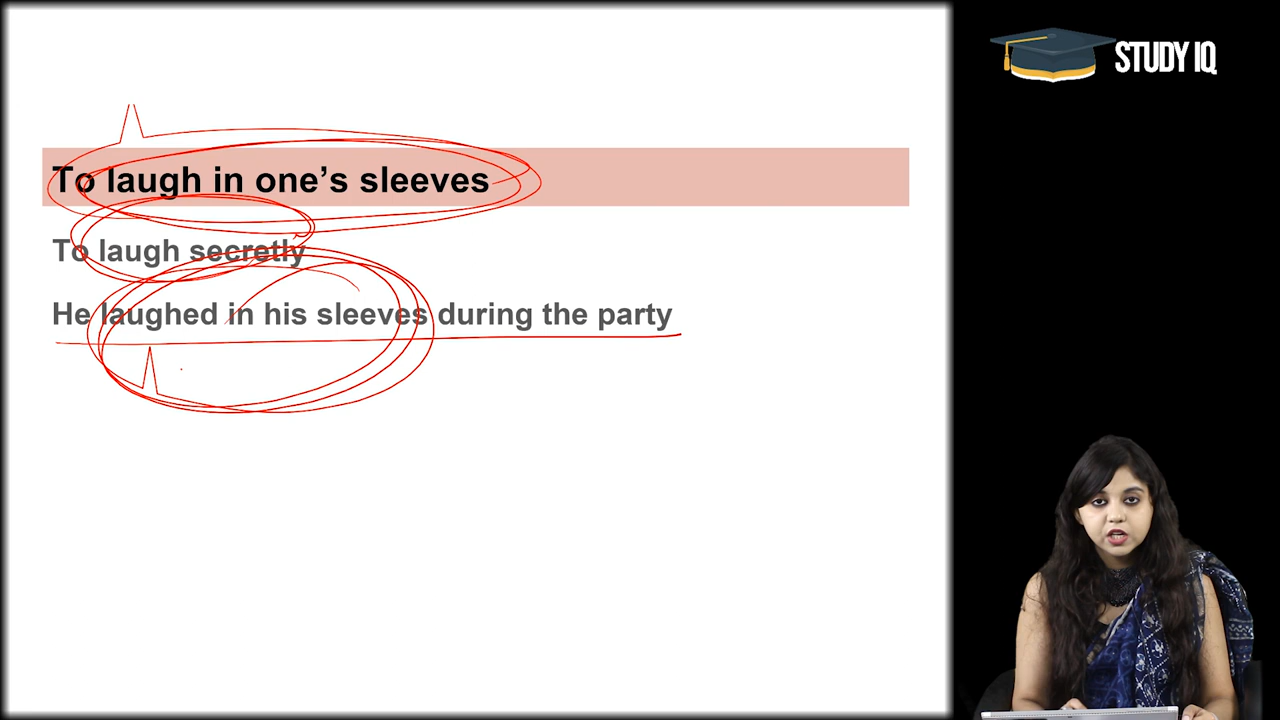 STUDY IQ
To laugh in one’s sleeves
To laugh secretly
He laughed in his sleeves during the party